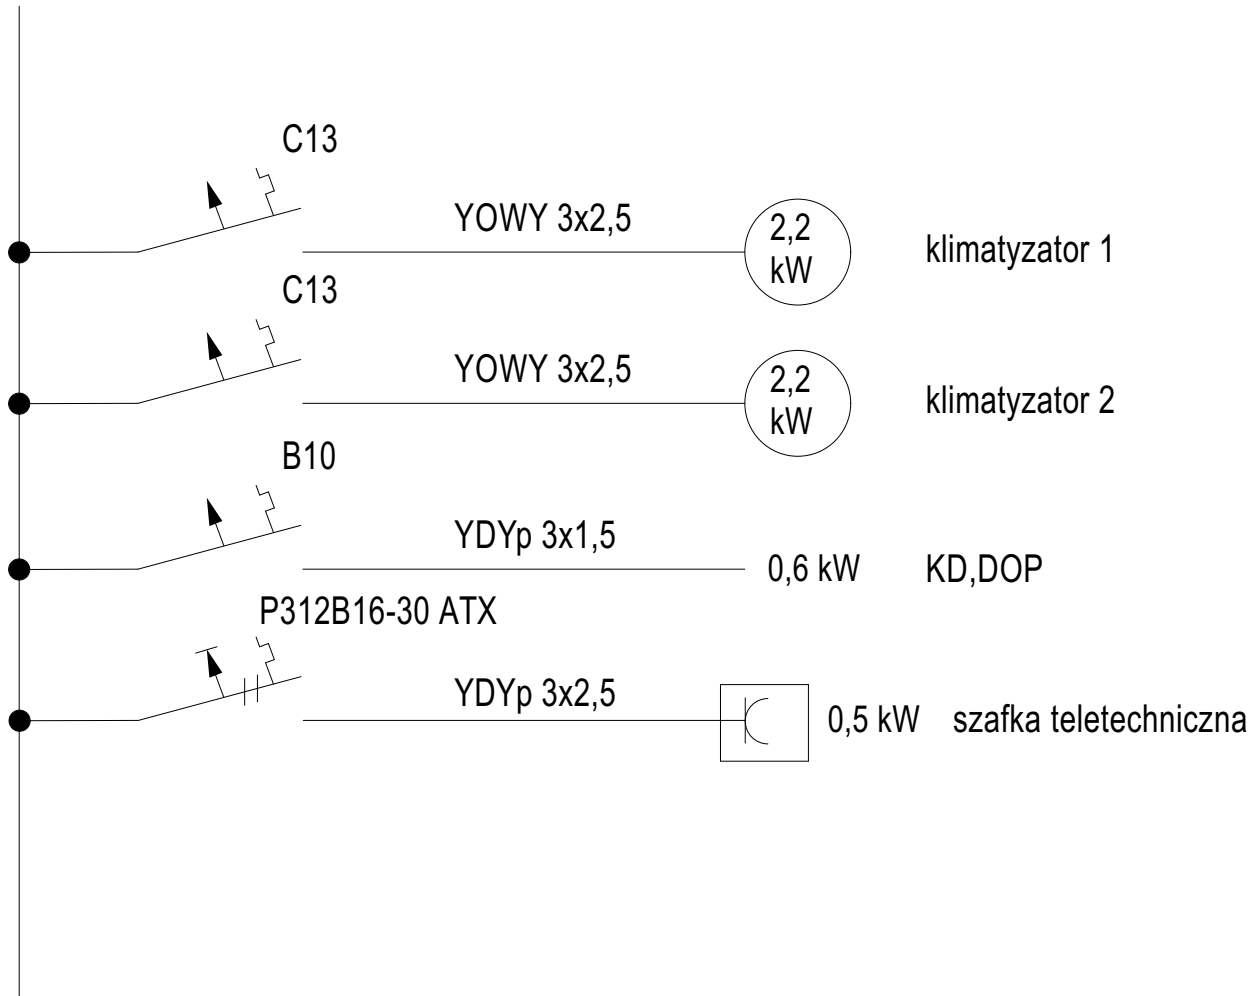 C13
YOWY 3x2,5
2,2
kW
klimatyzator 1
C13
YOWY 3x2,5
2,2
kW
klimatyzator 2
B10
YDYp 3x1,5
0,6 kW
KD,DOP
P312B16-30 ATX
YDYp 3x2,5
0,5 kW
szafka teletechniczna